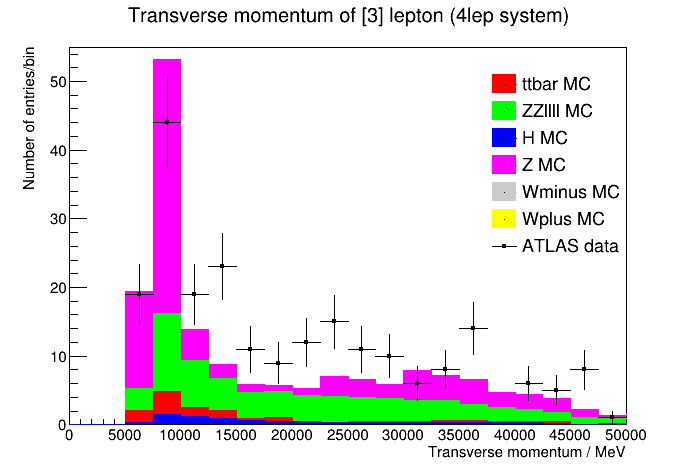 Transverse momentum of [3] lepton (4lep system)
Number of entries/bin
50
40
30
20
10
0
ttbar MC
ZZllll MC
H MC
Z MC
Wminus MC
Wplus MC
ATLAS data
0 5000 10000 15000 20000 25000 30000 35000 40000 45000 50000
Transverse momentum / MeV